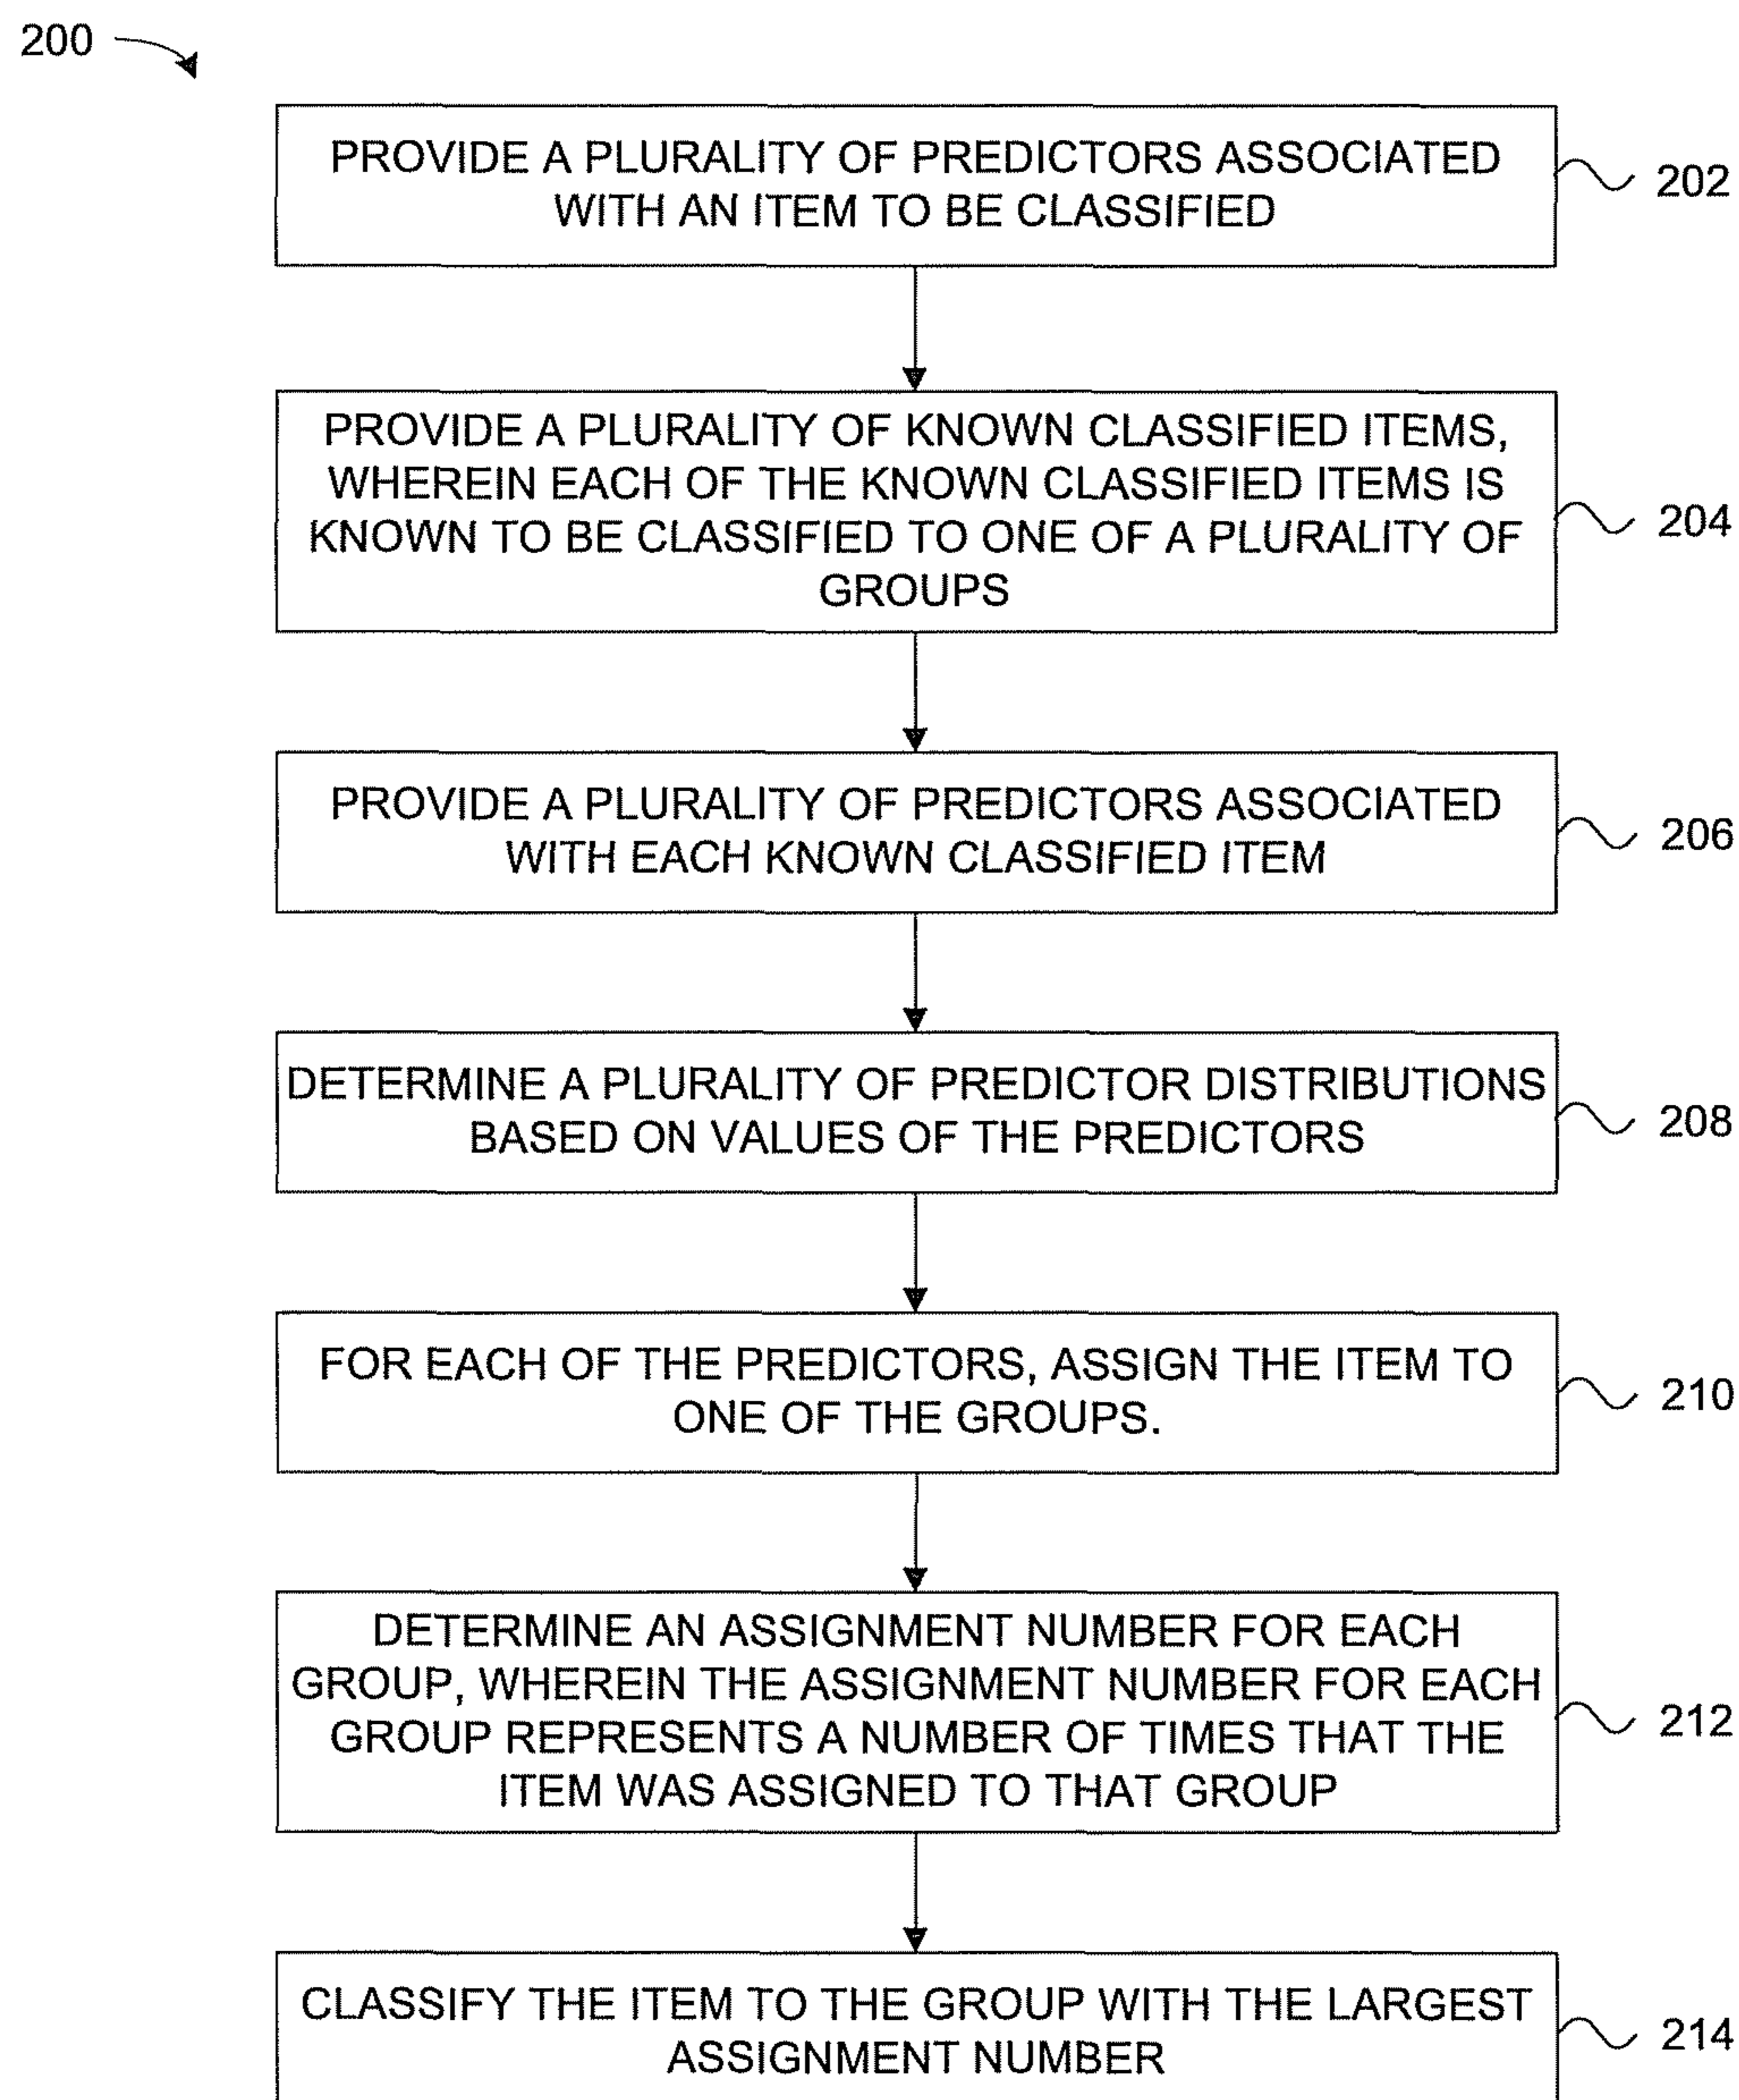 200
PROVIDE A PLURALITY OF PREDICTORS ASSOCIATED
WITH AN ITEM TO BE CLASSIFIED
202
PROVIDE A PLURALITY OF KNOWN CLASSIFIED ITEMS,
WHEREIN EACH OF THE KNOWN CLASSIFIED ITEMS IS
KNOWN TO BE CLASSIFIED TO ONE OF A PLURALITY OF
GROUPS
204
PROVIDE A PLURALITY OF PREDICTORS ASSOCIATED
WITH EACH KNOWN CLASSIFIED ITEM
206
DETERMINE A PLURALITY OF PREDICTOR DISTRIBUTIONS
BASED ON VALUES OF THE PREDICTORS
208
FOR EACH OF THE PREDICTORS, ASSIGN THE ITEM TO
ONE OF THE GROUPS.
210
DETERMINE AN ASSIGNMENT NUMBER FOR EACH
GROUP, WHEREIN THE ASSIGNMENT NUMBER FOR EACH
GROUP REPRESENTS A NUMBER OF TIMES THAT THE
ITEM WAS ASSIGNED TO THAT GROUP
212
CLASSIFY THE ITEM TO THE GROUP WITH THE LARGEST
ASSIGNMENT NUMBER
214